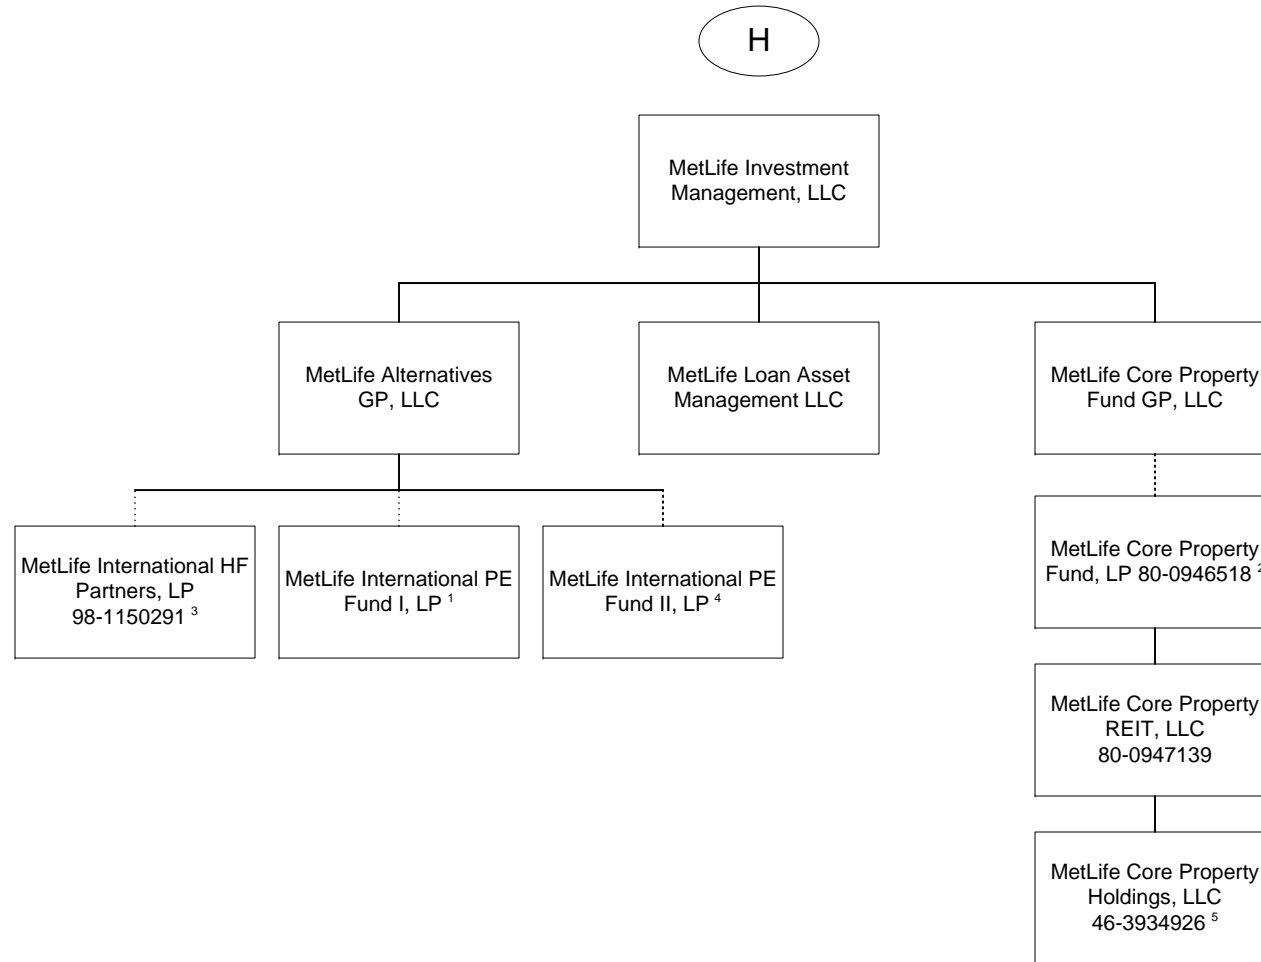 H
MetLife Investment
Management, LLC
MetLife Alternatives
GP, LLC
MetLife Loan Asset
Management LLC
MetLife Core Property
Fund GP, LLC
MetLife International HF
Partners, LP
98-1150291 ³
MetLife International PE
Fund I, LP ¹
MetLife International PE
Fund II, LP ⁴
MetLife Core Property
Fund, LP 80-0946518 ²
MetLife Core Property
REIT, LLC
80-0947139
MetLife Core Property
Holdings, LLC
46-3934926 ⁵